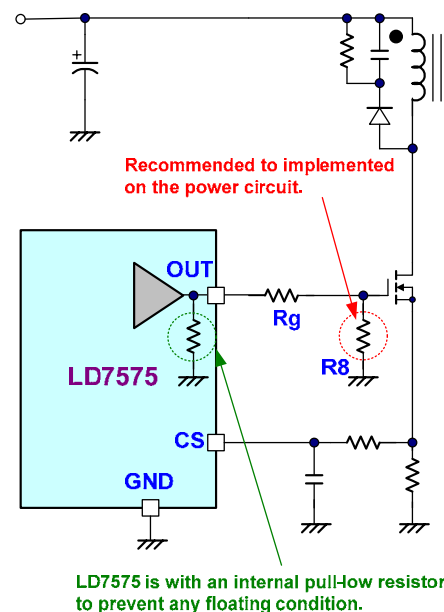 +
Recommended to implemented
on the power circuit.
OUT
Rg
R8
LD7575
CS
GND
LD7575 is with an internal pull-low resistor
to prevent any floating condition.